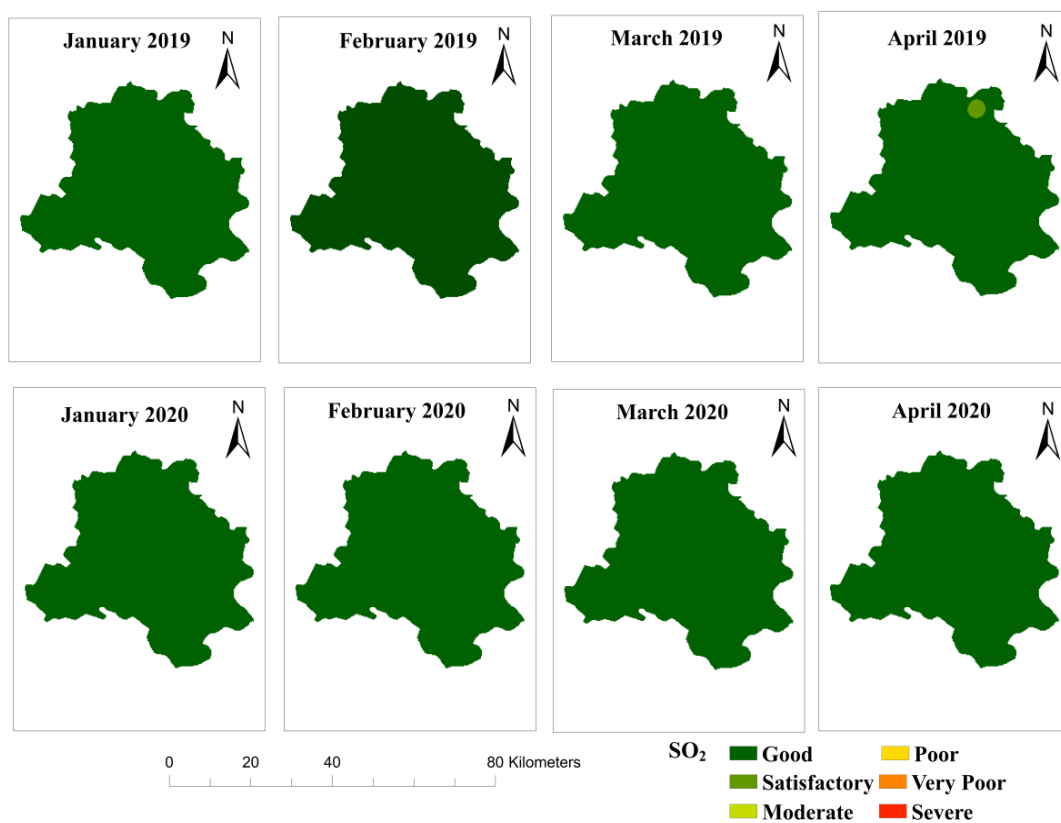 January 2019
N
February 2019
N
March 2019
N
April 2019
N
January 2020
N
February 2020
N
March 2020
N
April 2020
N
0 20 40 80 Kilometers
SO₂
Good
Poor
Satisfactory
Very Poor
Moderate
Severe